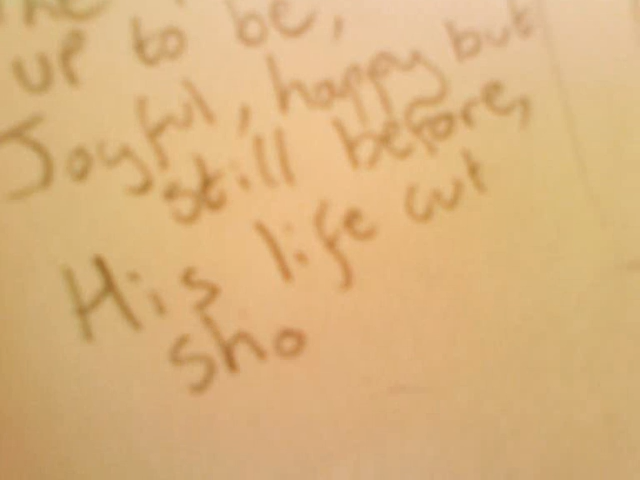 up to be,
Joyful, happy but
still before,
His life cut
sho